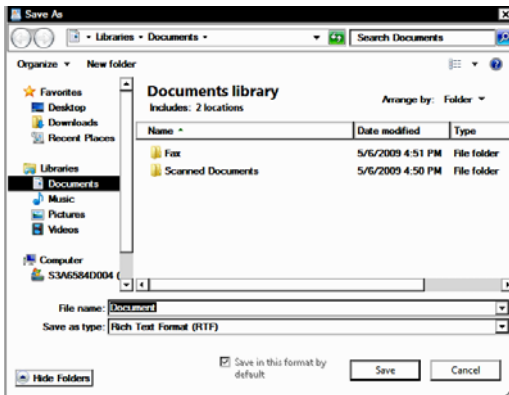 Save As
Libraries Documents Search Documents
Organize New folder
Favorites
Desktop
Downloads
Recent Places
Libraries
Documents
Music
Pictures
Videos
Computer
S3A6584D004 (
Documents library
Includes: 2 locations
Arrange by: Folder
Name Date modified Type
Fax 5/6/2009 4:51 PM File folder
Scanned Documents 5/6/2009 4:50 PM File folder
File name: Document
Save as type: Rich Text Format (RTF)
Hide Folders
Save in this format by
default
Save Cancel